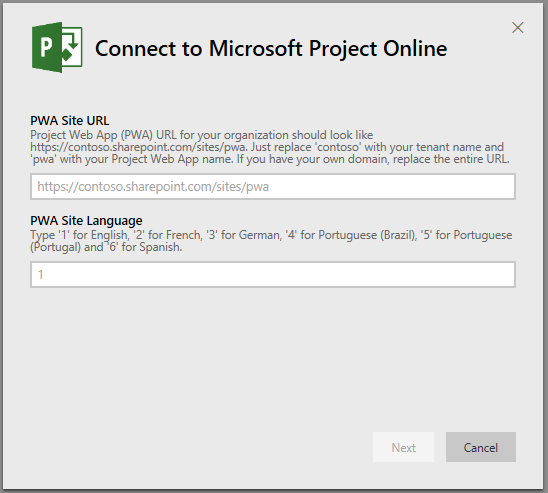 P
Connect to Microsoft Project Online
PWA Site URL
Project Web App (PWA) URL for your organization should look like
https://contoso.sharepoint.com/sites/pwa. Just replace 'contoso' with your tenant name and
'pwa' with your Project Web App name. If you have your own domain, replace the entire URL.
https://contoso.sharepoint.com/sites/pwa
PWA Site Language
Type '1' for English, '2' for French, '3' for German, '4' for Portuguese (Brazil), '5' for Portuguese
(Portugal) and '6' for Spanish.
1
Next Cancel